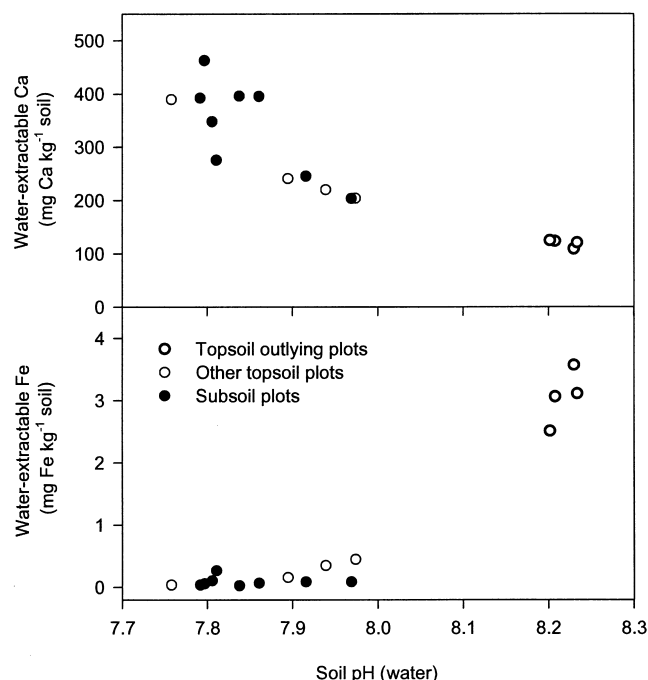 500
400
300
200
100
0
Water-extractable Ca
(mg Ca kg⁻¹ soil)
4
3
2
1
0
Water-extractable Fe
(mg Fe kg⁻¹ soil)
Topsoil outlying plots
Other topsoil plots
Subsoil plots
7.7 7.8 7.9 8.0 8.1 8.2 8.3
Soil pH (water)